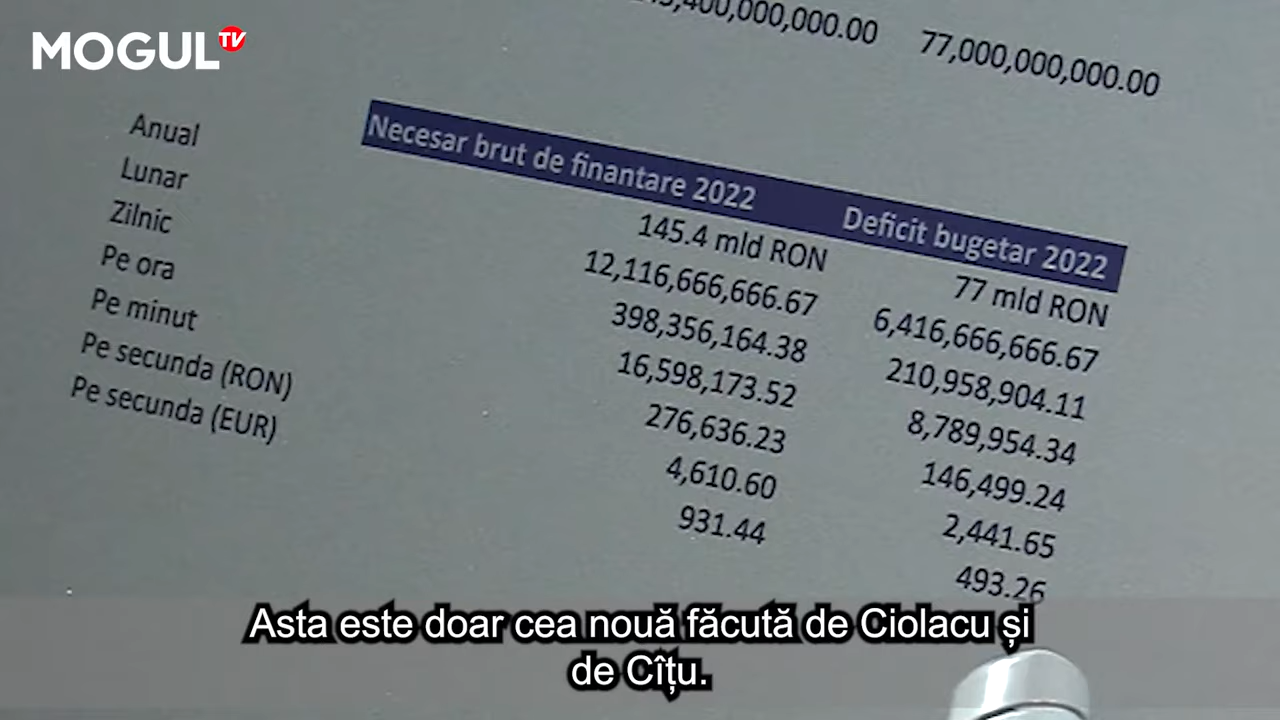 MOGUL TV
400,000,000.00 77,000,000,000.00
Necesar brut de finantare 2022 Deficit bugetar 2022
Anual 145.4 mld RON 77 mld RON
Lunar 12,116,666,666.67 6,416,666,666.67
Zilnic 398,356,164.38 210,958,904.11
Pe ora 16,598,173.52 8,789,954.34
Pe minut 276,636.23 146,499.24
Pe secunda (RON) 4,610.60 2,441.65
Pe secunda (EUR) 931.44 493.26
Asta este doar cea nouă făcută de Ciolacu și
de Cîțu.